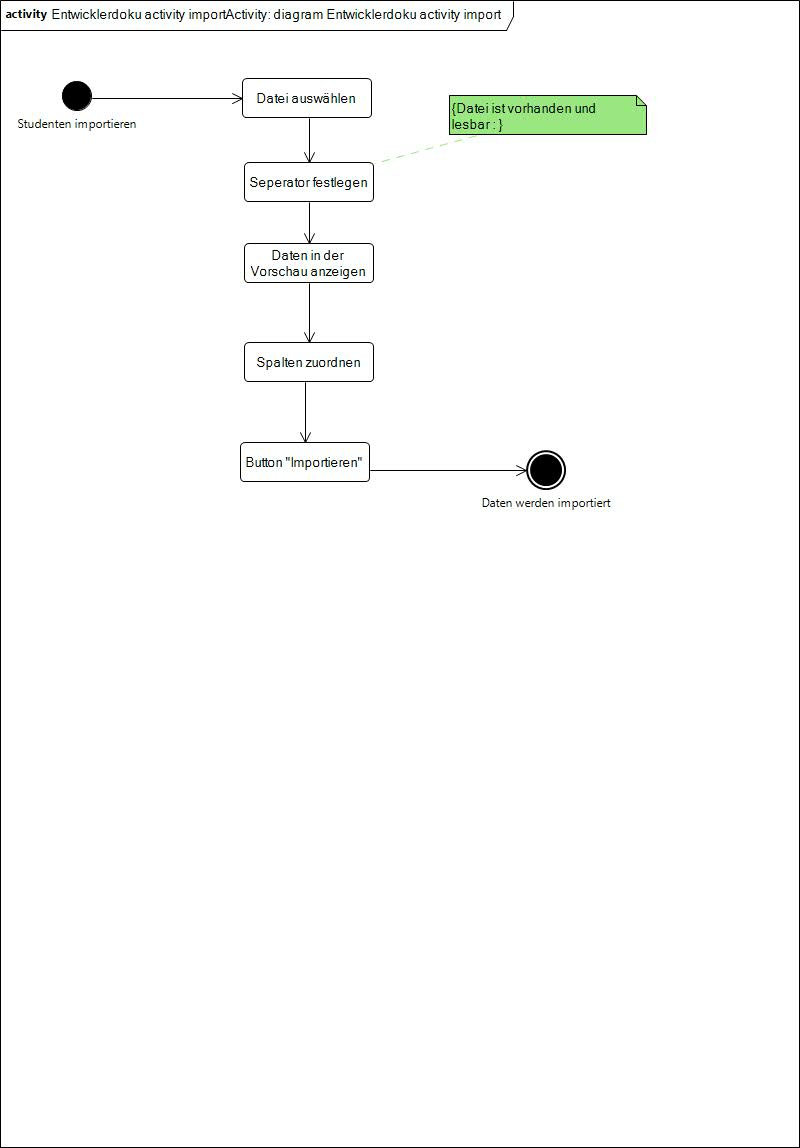 activity Entwicklerdoku activity importActivity: diagram Entwicklerdoku activity import
Studenten importieren
Datei auswählen
{Datei ist vorhanden und
lesbar : }
Seperator festlegen
Daten in der
Vorschau anzeigen
Spalten zuordnen
Button "Importieren"
Daten werden importiert